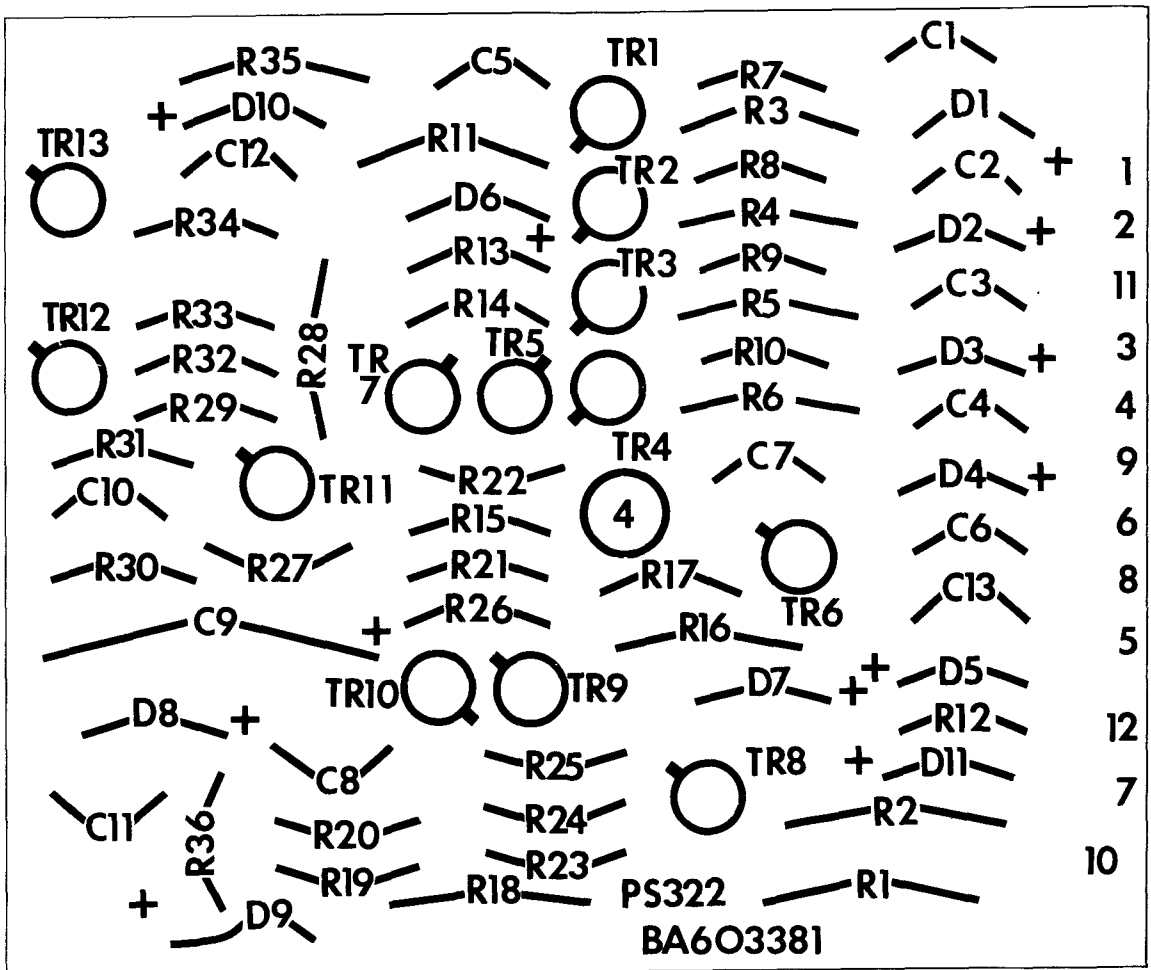 C1
R35
C5
TR1
R7
D10
R3
D1
+
TR13
C12
R11
R8
TR2
C2
+
1
D6
R34
R4
D2
+
2
R13
+
TR3
R9
C3
11
R33
R14
R5
TR12
R28
R32
TR
7
TR5
R10
D3
+
3
R29
R6
C4
4
R31
TR4
C7
9
C10
TR11
R22
D4
+
R15
4
C6
6
R30
R27
R21
R17
C13
8
R26
TR6
C9
+
R16
5
TR10
TR9
D7
+
+
D5
D8
+
R12
12
C8
R25
TR8
+
D11
7
C11
R36
R20
R24
R2
R19
R23
10
R18
PS322
R1
+
D9
BA603381